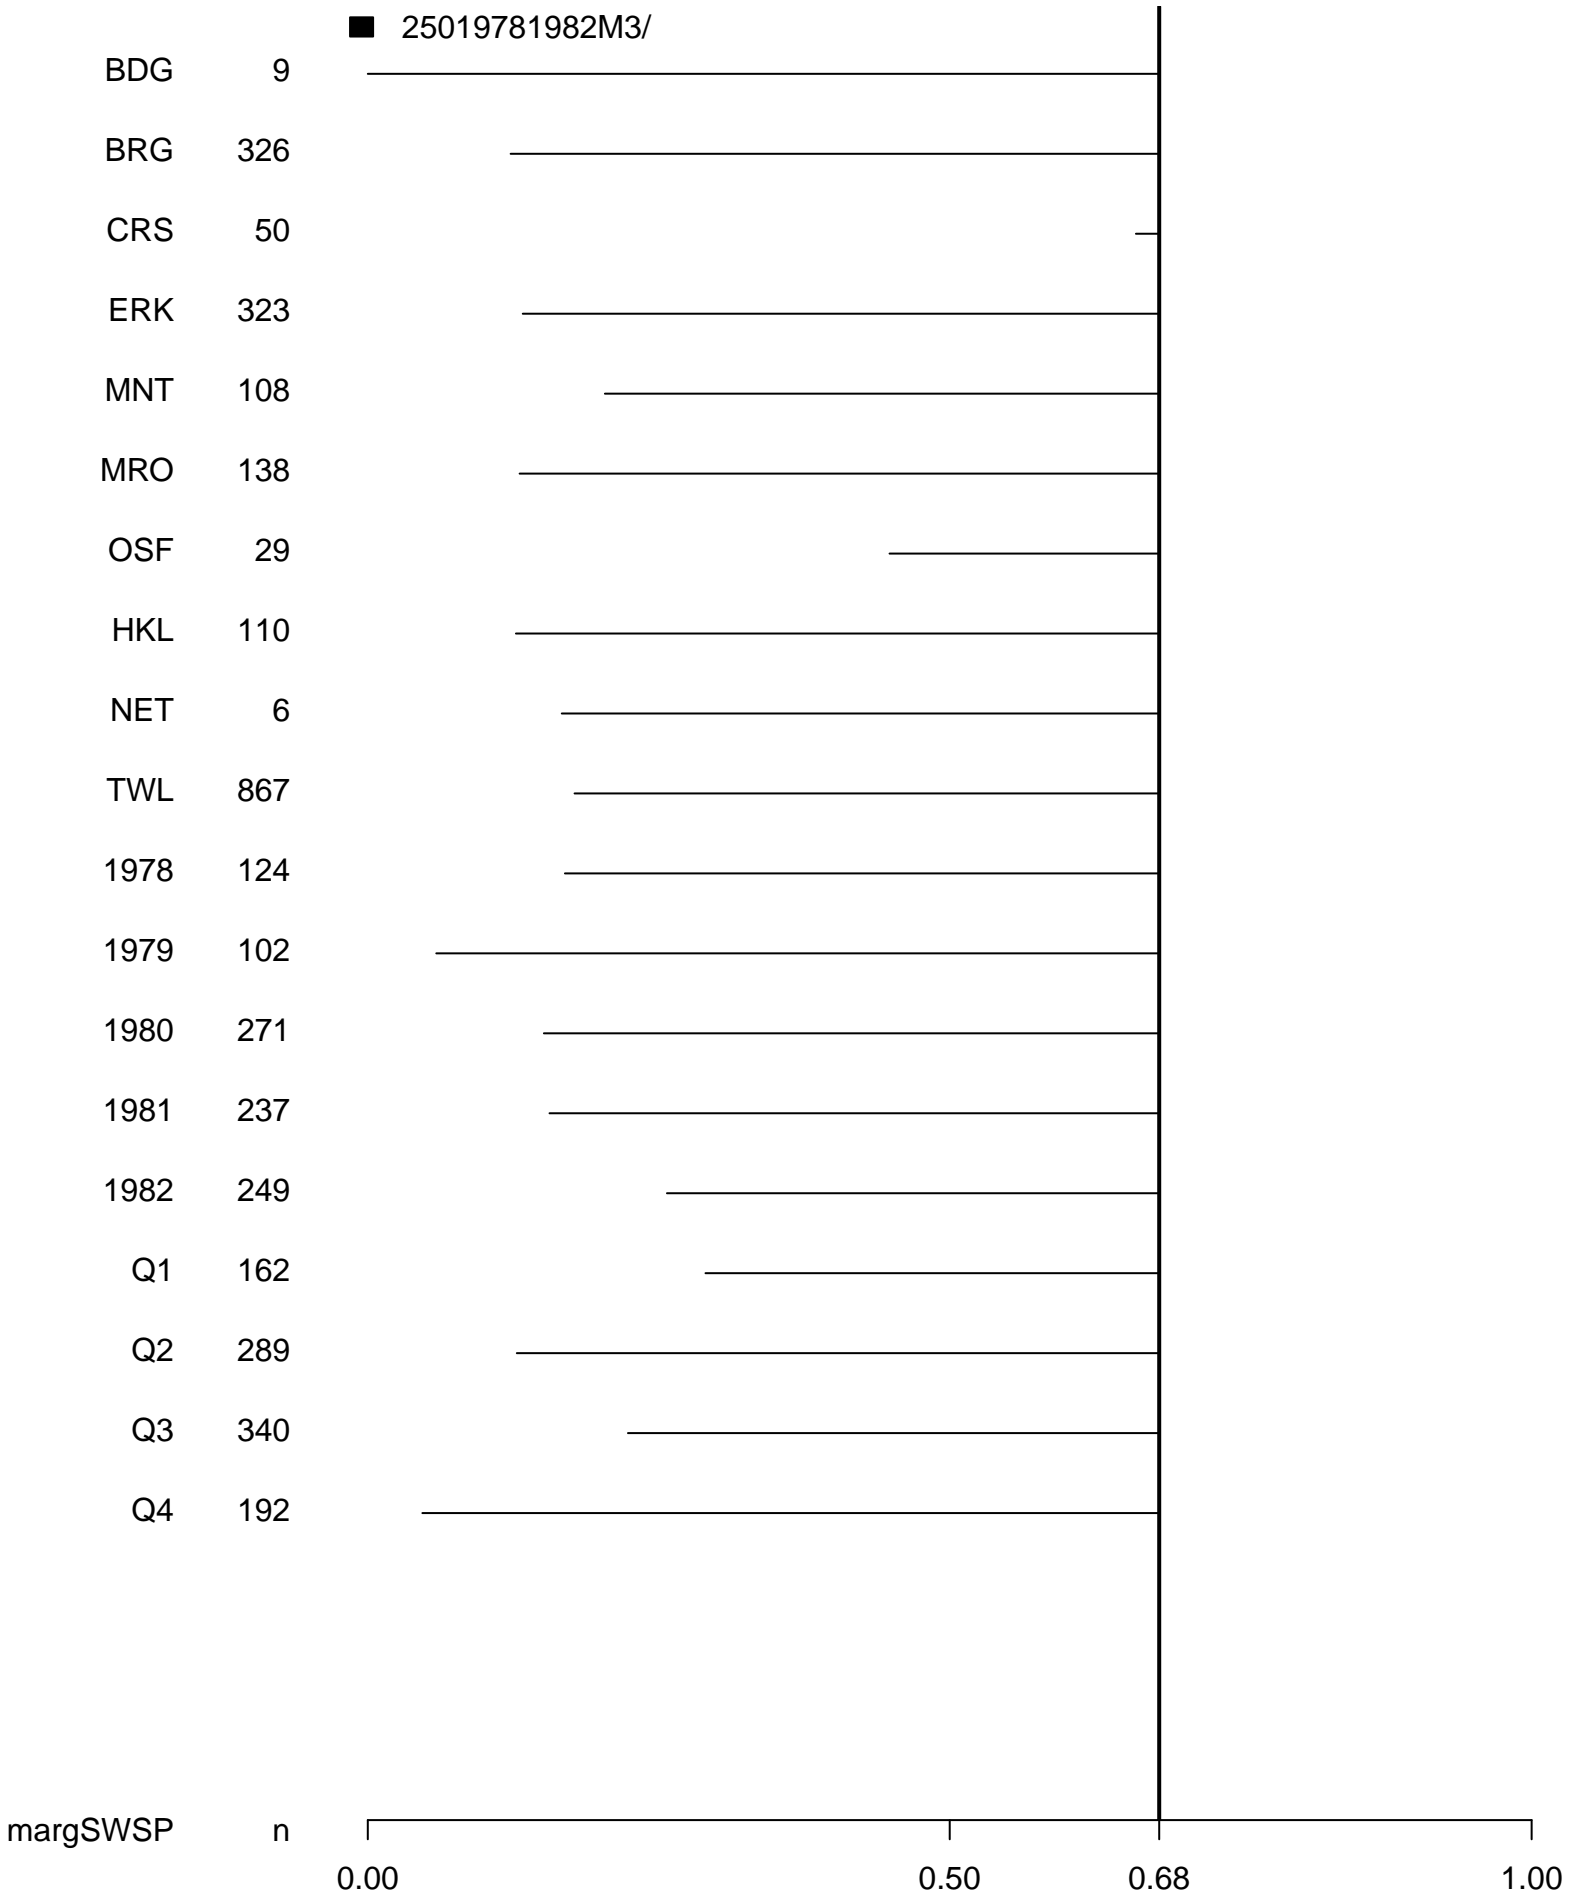 25019781982M3/
BDG 9
BRG 326
CRS 50
ERK 323
MNT 108
MRO 138
OSF 29
HKL 110
NET 6
TWL 867
1978 124
1979 102
1980 271
1981 237
1982 249
Q1 162
Q2 289
Q3 340
Q4 192
margSWSP n
0.00 0.50 0.68 1.00